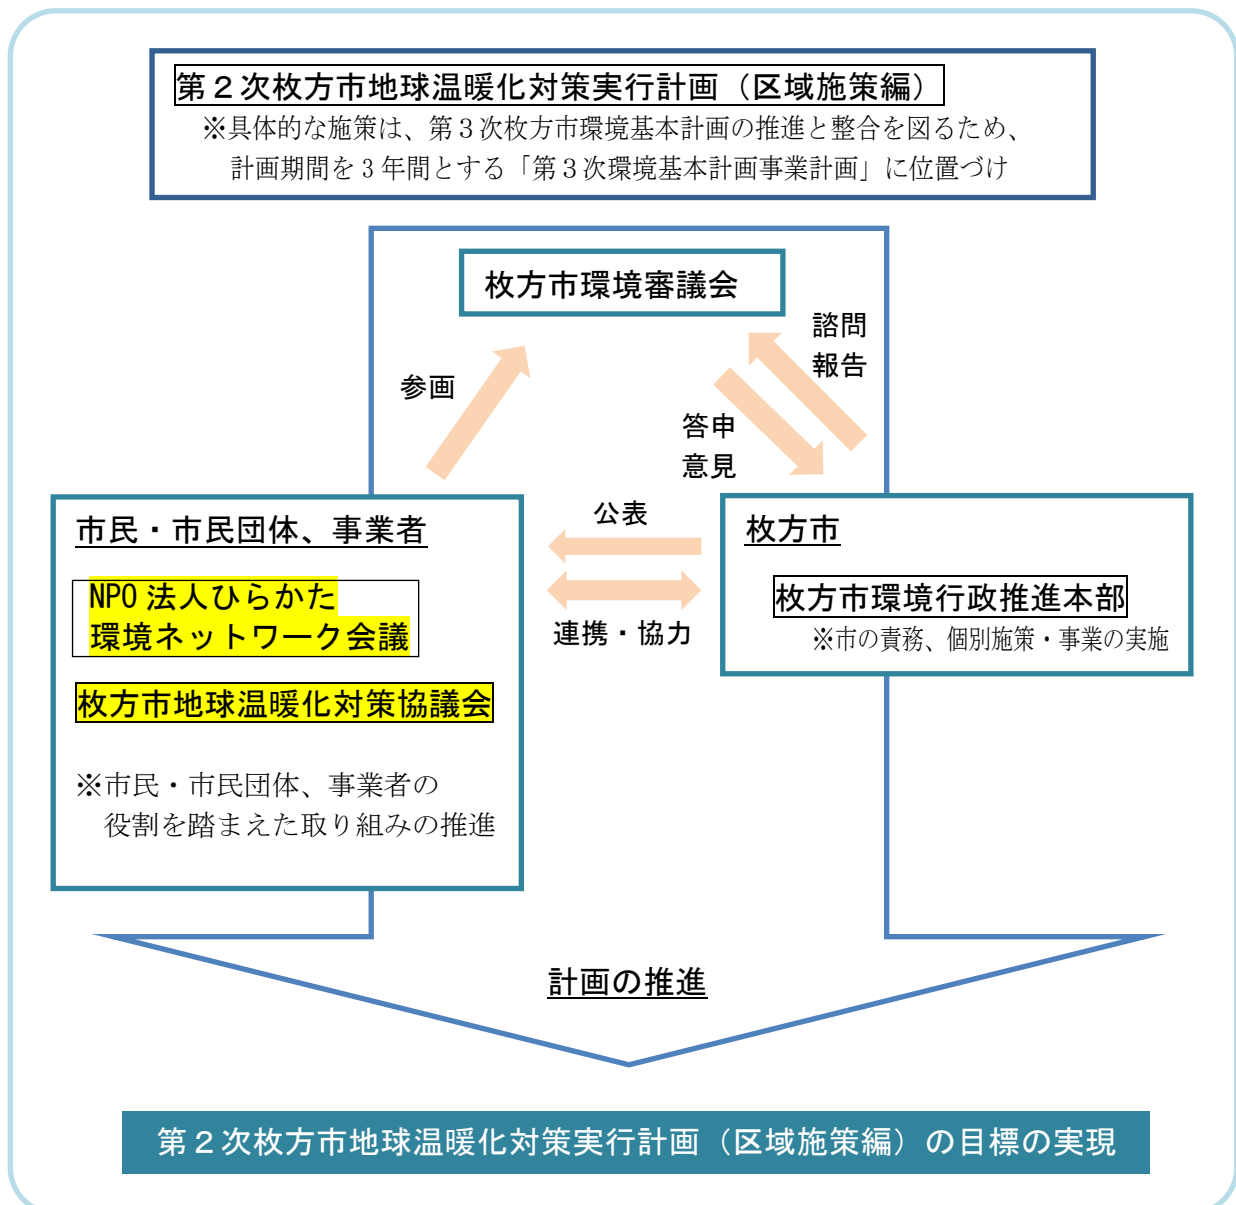 第２次枚方市地球温暖化対策実行計画（区域施策編）
※具体的な施策は、第３次枚方市環境基本計画の推進と整合を図るため、
計画期間を３年間とする「第３次環境基本計画事業計画」に位置づけ
枚方市環境審議会
諮問
報告
参画
答申
意見
市民・市民団体、事業者
NPO 法人ひらかた
環境ネットワーク会議
枚方市地球温暖化対策協議会
※市民・市民団体、事業者の
役割を踏まえた取り組みの推進
公表
連携・協力
枚方市
枚方市環境行政推進本部
※市の責務、個別施策・事業の実施
計画の推進
第２次枚方市地球温暖化対策実行計画（区域施策編）の目標の実現